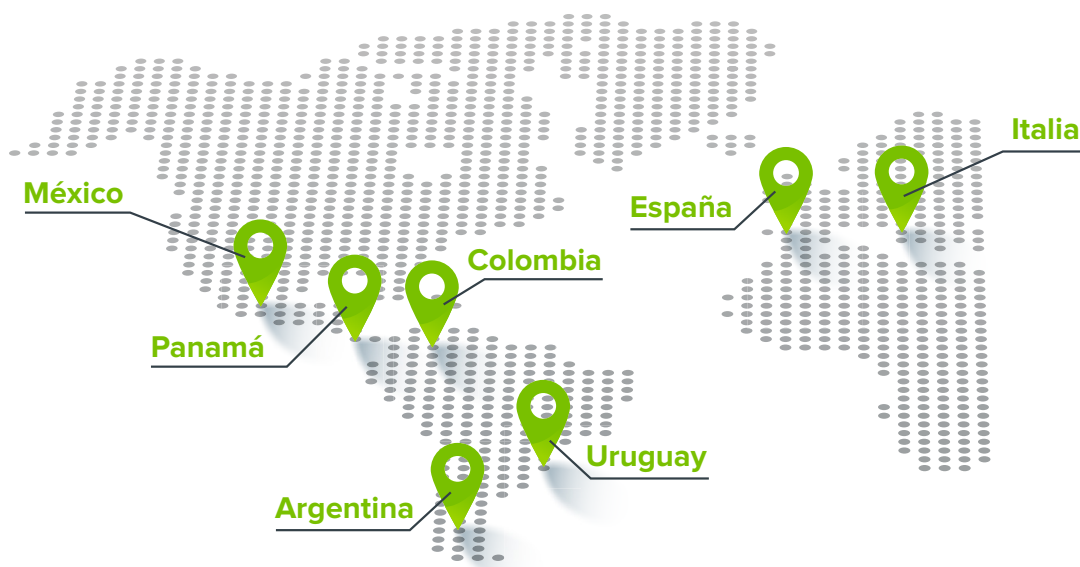 Italia
México
España
Colombia
Panamá
Uruguay
Argentina